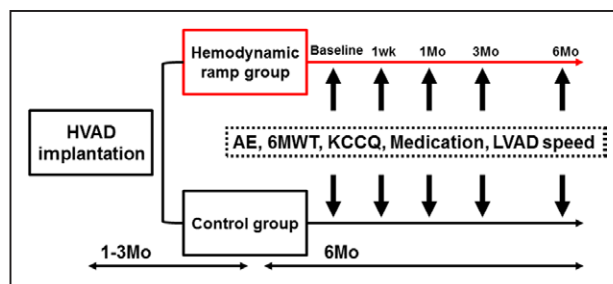 Hemodynamic
ramp group
Baseline 1wk 1Mo 3Mo 6Mo
HVAD
implantation
AE, 6MWT, KCCQ, Medication, LVAD speed
Control group
1-3Mo 6Mo